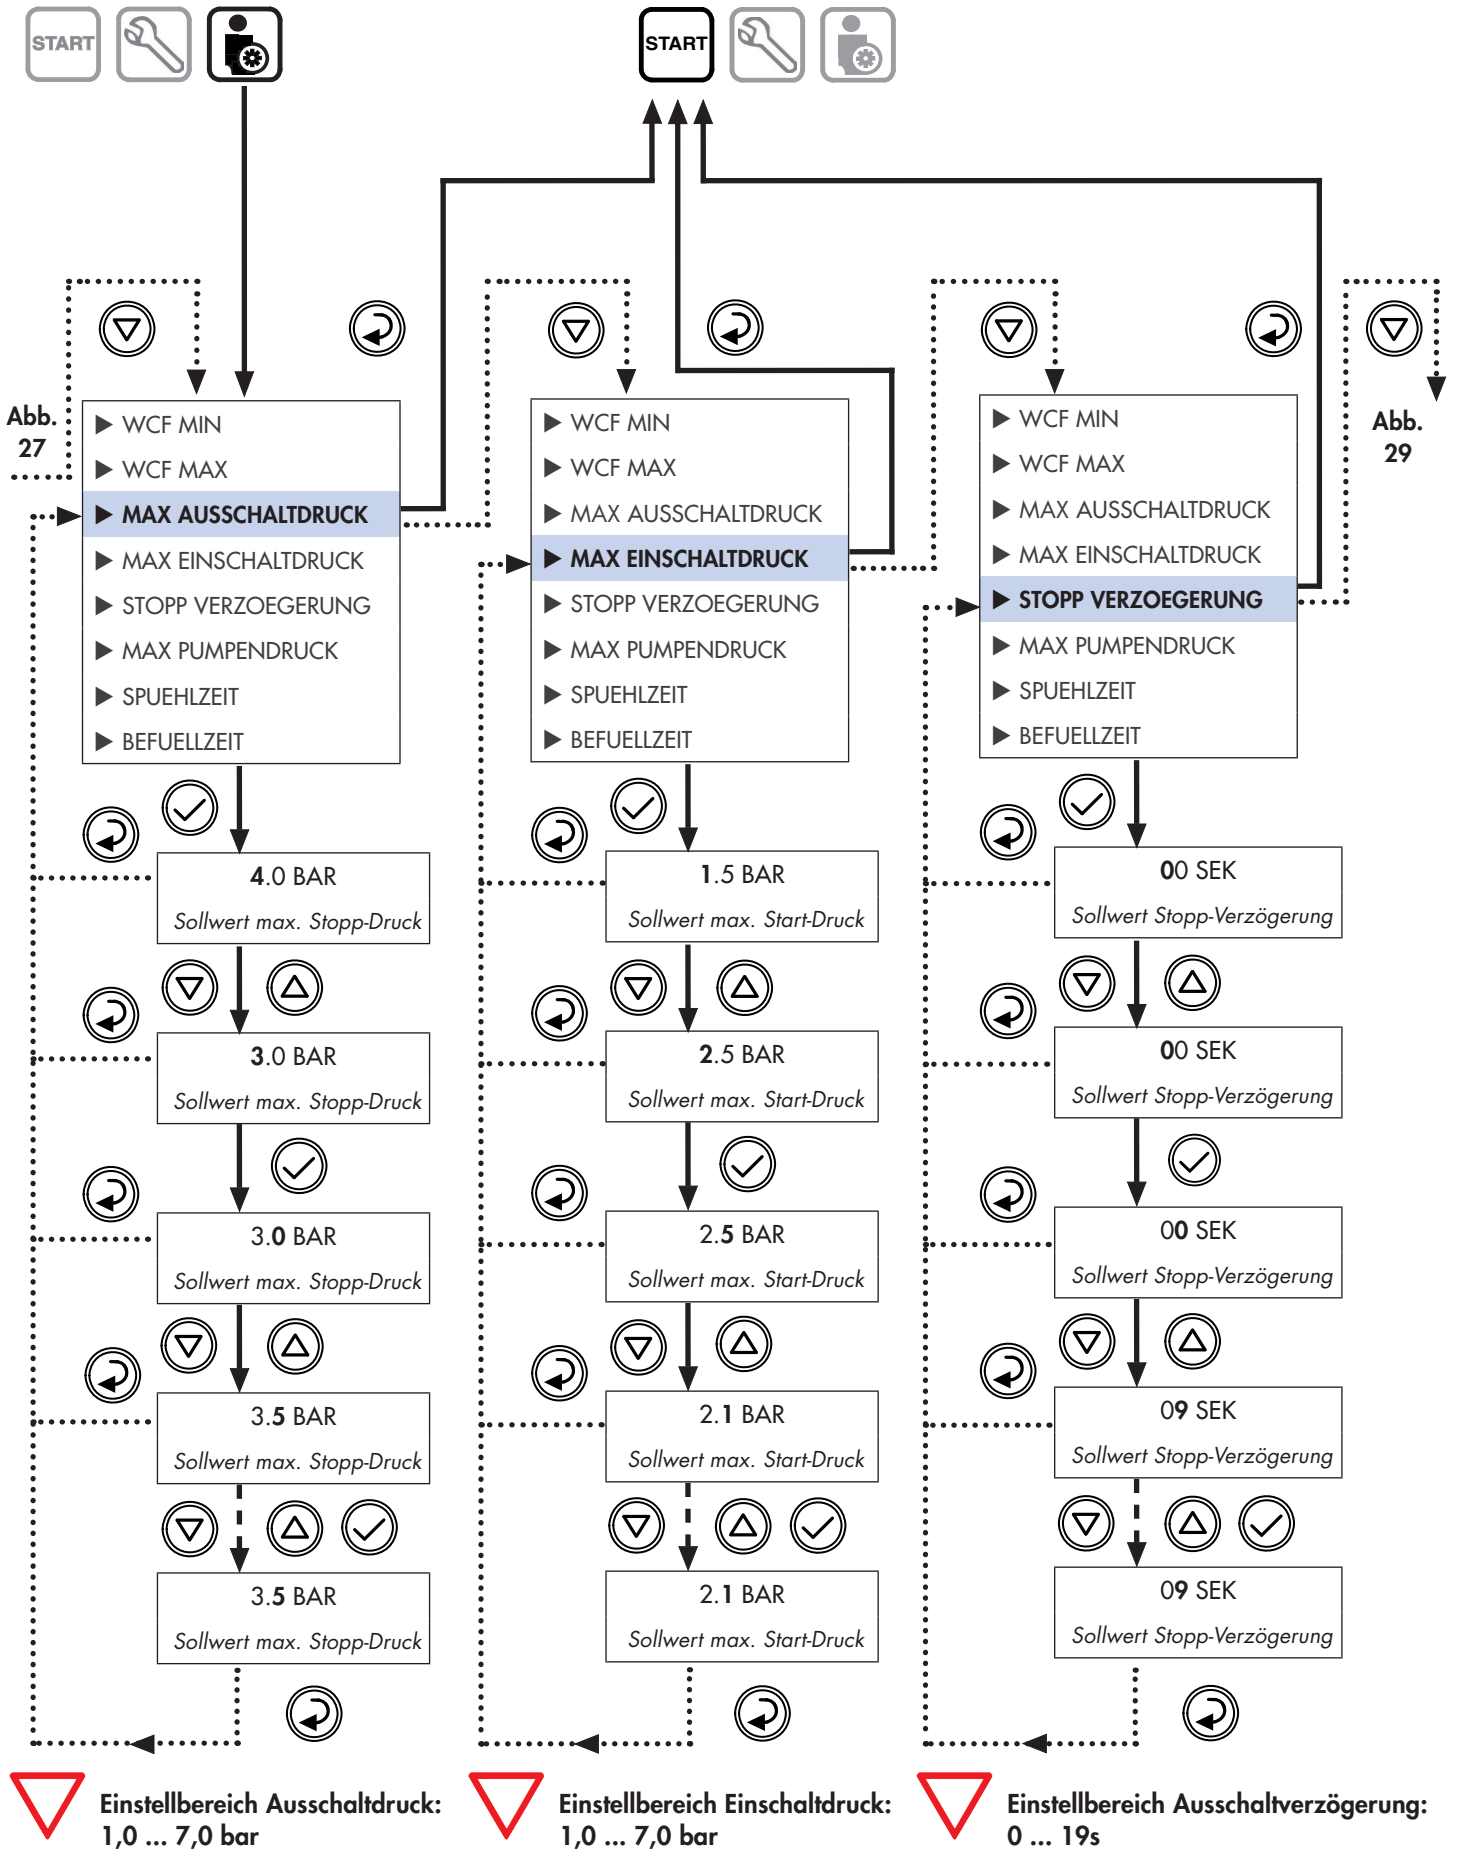 START
START
Abb.
27
WCF MIN
WCF MAX
MAX AUSSCHALTDRUCK
MAX EINSCHALTDRUCK
STOPP VERZOEGERUNG
MAX PUMPENDRUCK
SPUEHLZEIT
BEFUELLZEIT
4.0 BAR
Sollwert max. Stopp-Druck
3.0 BAR
Sollwert max. Stopp-Druck
3.0 BAR
Sollwert max. Stopp-Druck
3.5 BAR
Sollwert max. Stopp-Druck
3.5 BAR
Sollwert max. Stopp-Druck
Einstellbereich Ausschaltdruck:
1,0 ... 7,0 bar
WCF MIN
WCF MAX
MAX AUSSCHALTDRUCK
MAX EINSCHALTDRUCK
STOPP VERZOEGERUNG
MAX PUMPENDRUCK
SPUEHLZEIT
BEFUELLZEIT
1.5 BAR
Sollwert max. Start-Druck
2.5 BAR
Sollwert max. Start-Druck
2.5 BAR
Sollwert max. Start-Druck
2.1 BAR
Sollwert max. Start-Druck
2.1 BAR
Sollwert max. Start-Druck
Einstellbereich Einschaltdruck:
1,0 ... 7,0 bar
WCF MIN
WCF MAX
MAX AUSSCHALTDRUCK
MAX EINSCHALTDRUCK
STOPP VERZOEGERUNG
MAX PUMPENDRUCK
SPUEHLZEIT
BEFUELLZEIT
Abb.
29
00 SEK
Sollwert Stopp-Verzögerung
00 SEK
Sollwert Stopp-Verzögerung
00 SEK
Sollwert Stopp-Verzögerung
09 SEK
Sollwert Stopp-Verzögerung
09 SEK
Sollwert Stopp-Verzögerung
Einstellbereich Ausschaltverzögerung:
0 ... 19s